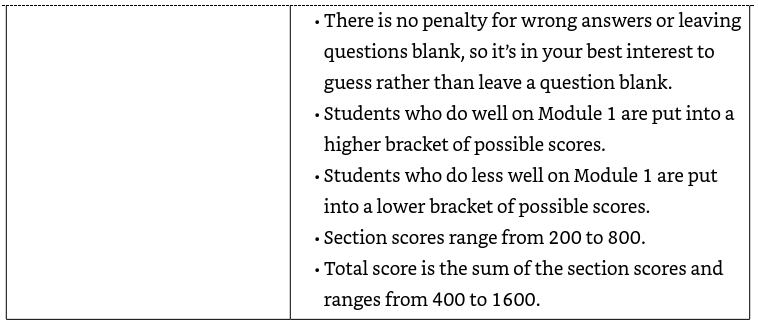 • There is no penalty for wrong answers or leaving
questions blank, so it’s in your best interest to
guess rather than leave a question blank.
• Students who do well on Module 1 are put into a
higher bracket of possible scores.
• Students who do less well on Module 1 are put
into a lower bracket of possible scores.
• Section scores range from 200 to 800.
• Total score is the sum of the section scores and
ranges from 400 to 1600.